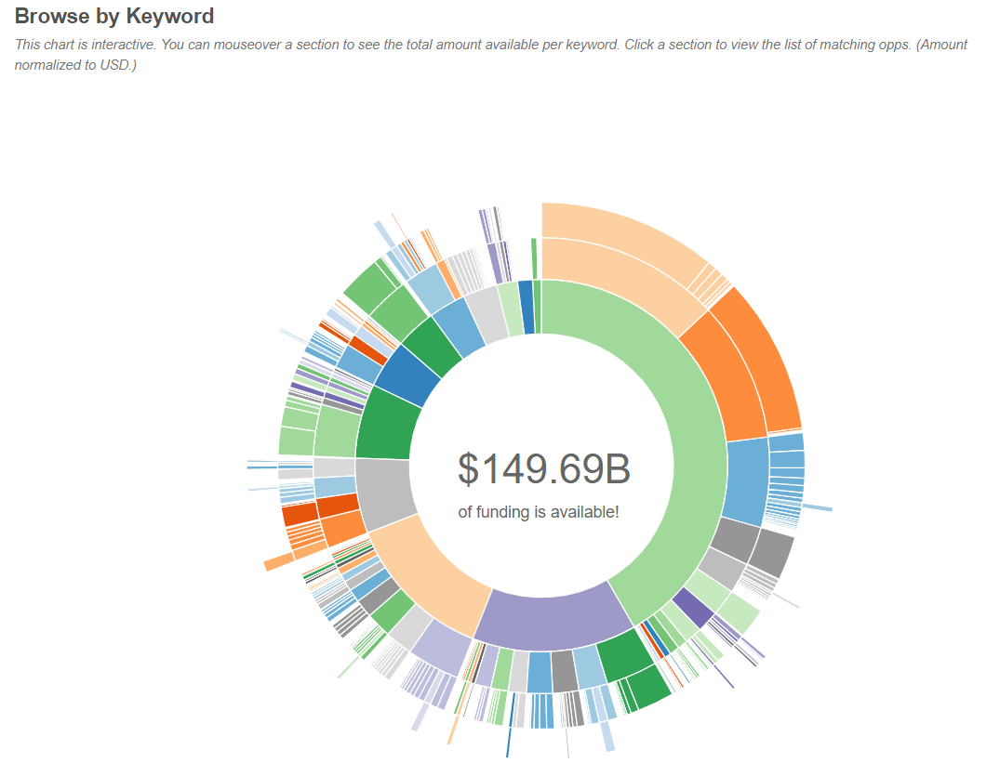 Browse by Keyword
This chart is interactive. You can mouseover a section to see the total amount available per keyword. Click a section to view the list of matching opps. (Amount
normalized to USD.)
$149.69B
of funding is available!